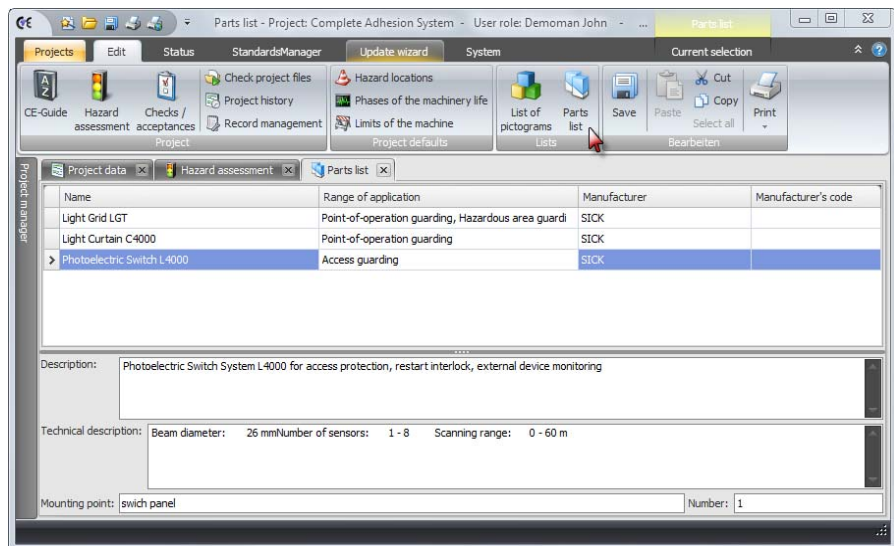 Parts list - Project: Complete Adhesion System - User role: Demoman John - ... Parts list
Projects Edit Status StandardsManager Update wizard System Current selection
CE-Guide
Hazard assessment
Checks / acceptances
Check project files
Project history
Record management
Project
Hazard locations
Phases of the machinery life
Limits of the machine
Project defaults
List of pictograms
Parts list
Lists
Save
Paste
Cut
Copy
Select all
Print
Bearbeiten
Project manager
Project data Hazard assessment Parts list
Name Range of application Manufacturer Manufacturer's code
Light Grid LGT Point-of-operation guarding, Hazardous area guardi SICK
Light Curtain C4000 Point-of-operation guarding SICK
Photoelectric Switch L4000 Access guarding SICK
Description: Photoelectric Switch System L4000 for access protection, restart interlock, external device monitoring
Technical description: Beam diameter: 26 mmNumber of sensors: 1 - 8 Scanning range: 0 - 60 m
Mounting point: swich panel Number: 1